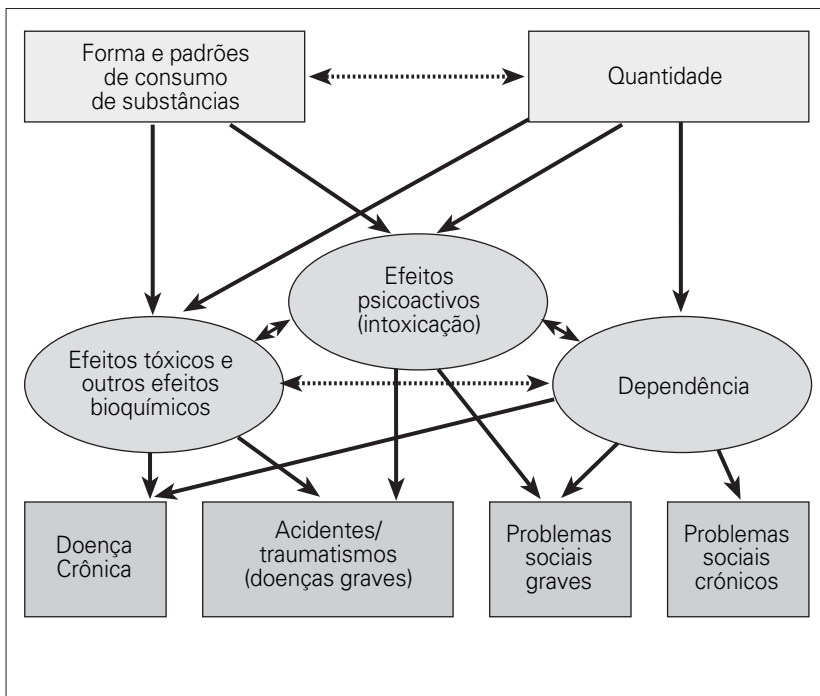 Forma e padrões
de consumo
de substâncias
Quantidade
Efeitos
psicoactivos
(intoxicação)
Efeitos tóxicos e
outros efeitos
bioquímicos
Dependência
Doença
Crônica
Acidentes/
traumatismos
(doenças graves)
Problemas
sociais
graves
Problemas
sociais
crónicos